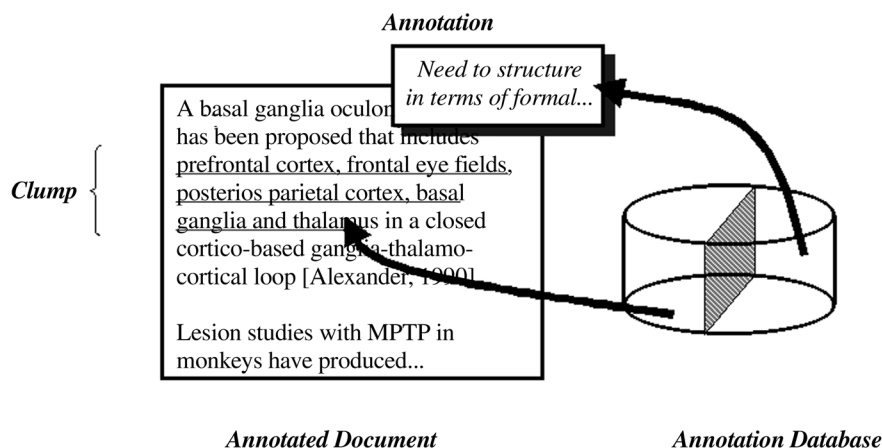 Annotation
Need to structure
in terms of formal...
A basal ganglia
has been proposed that includes
prefrontal cortex, frontal eye fields,
posterios parietal cortex, basal
ganglia and thalamus in a closed
cortico-based ganglia-thalamo-
cortical loop [Alexander, 1990]
Clump
Lesion studies with MPTP in
monkeys have produced...
Annotated Document
Annotation Database